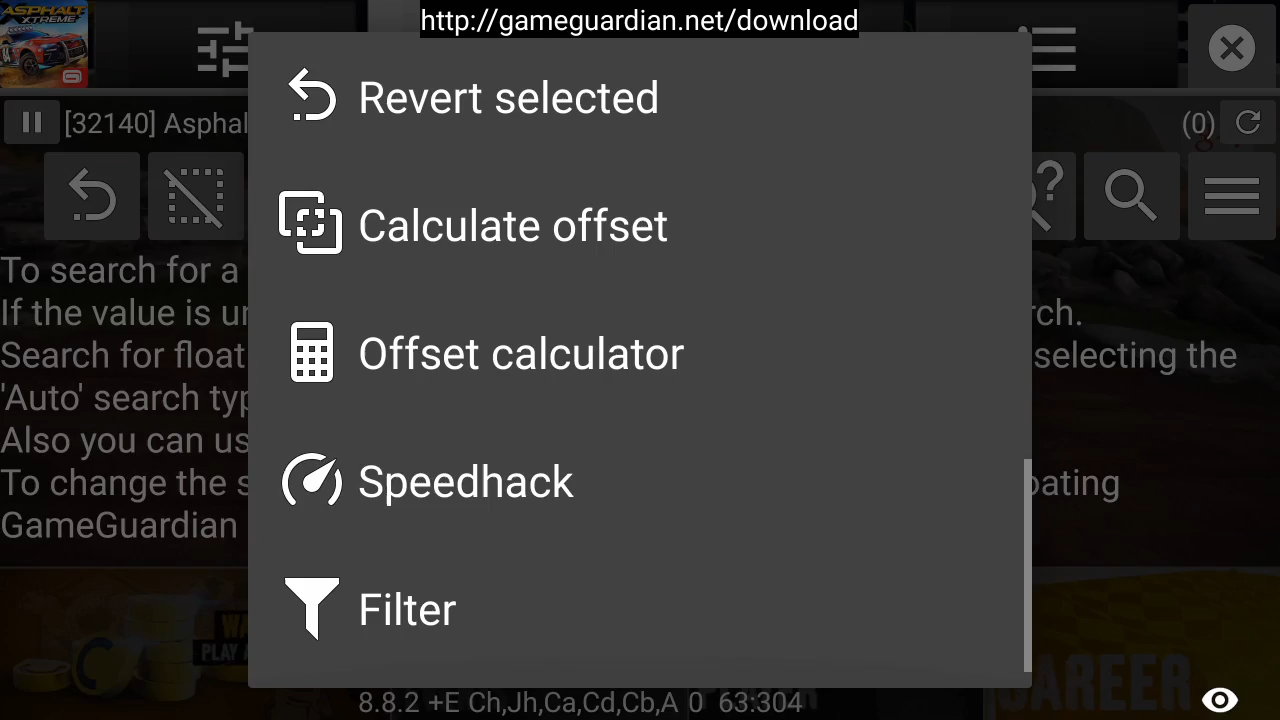 http://gameguardian.net/download
ASPHALT
XTREME
Revert selected
[32140] Asphal
(0)
Calculate offset
?
To search for a
If the value is un
rch.
Offset calculator
Search for float
selecting the
'Auto' search typ
Also you can us
Speedhack
To change the s
oating
GameGuardian
Filter
PLAY A
CAREER
8.8.2 +E Ch,Jh,Ca,Cd,Cb,A 0 63:304